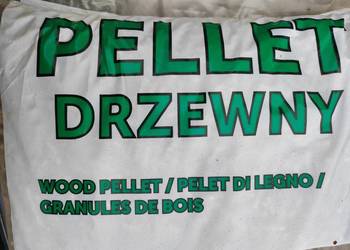 PELLET
DRZEWNY
WOOD PELLET / PELET DI LEGNO /
GRANULES DE BOIS